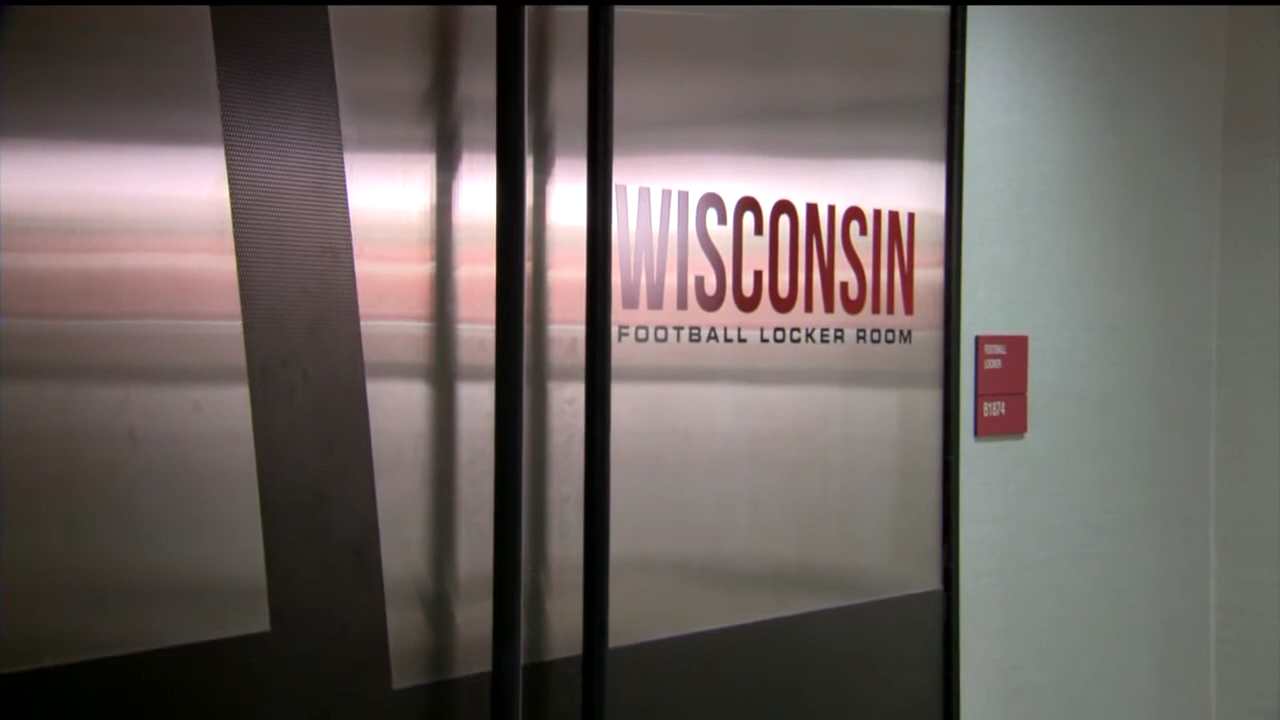 WISCONSIN
FOOTBALL LOCKER ROOM
FOOTBALL
LOCKER
B1874